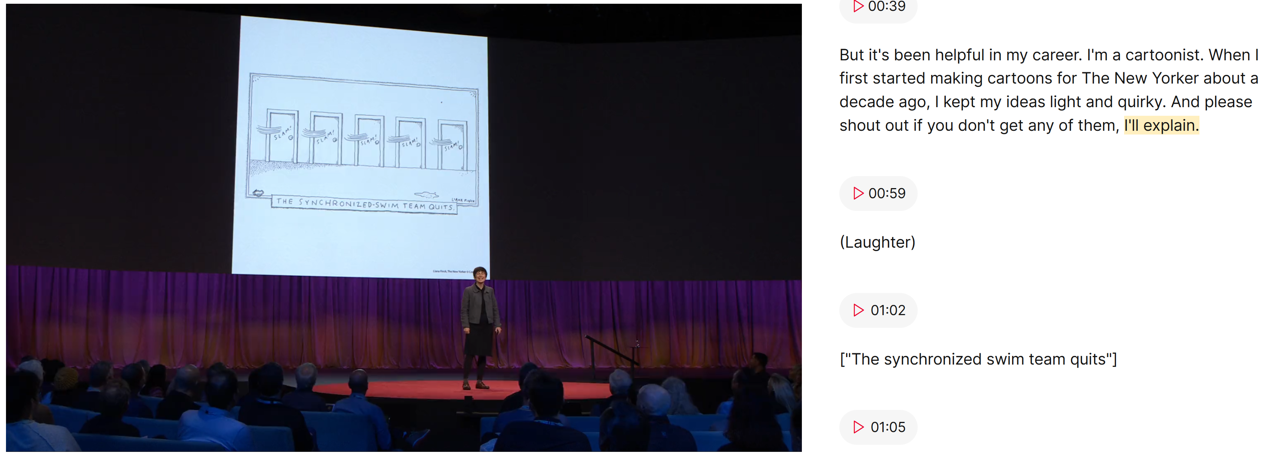 SLAM! SLAM! SLAM! SLAM! SLAM!
THE SYNCHRONIZED-SWIM TEAM QUITS.
LIANA FINCK
00:39
But it's been helpful in my career. I'm a cartoonist. When I
first started making cartoons for The New Yorker about a
decade ago, I kept my ideas light and quirky. And please
shout out if you don't get any of them, I'll explain.
00:59
(Laughter)
01:02
["The synchronized swim team quits"]
01:05